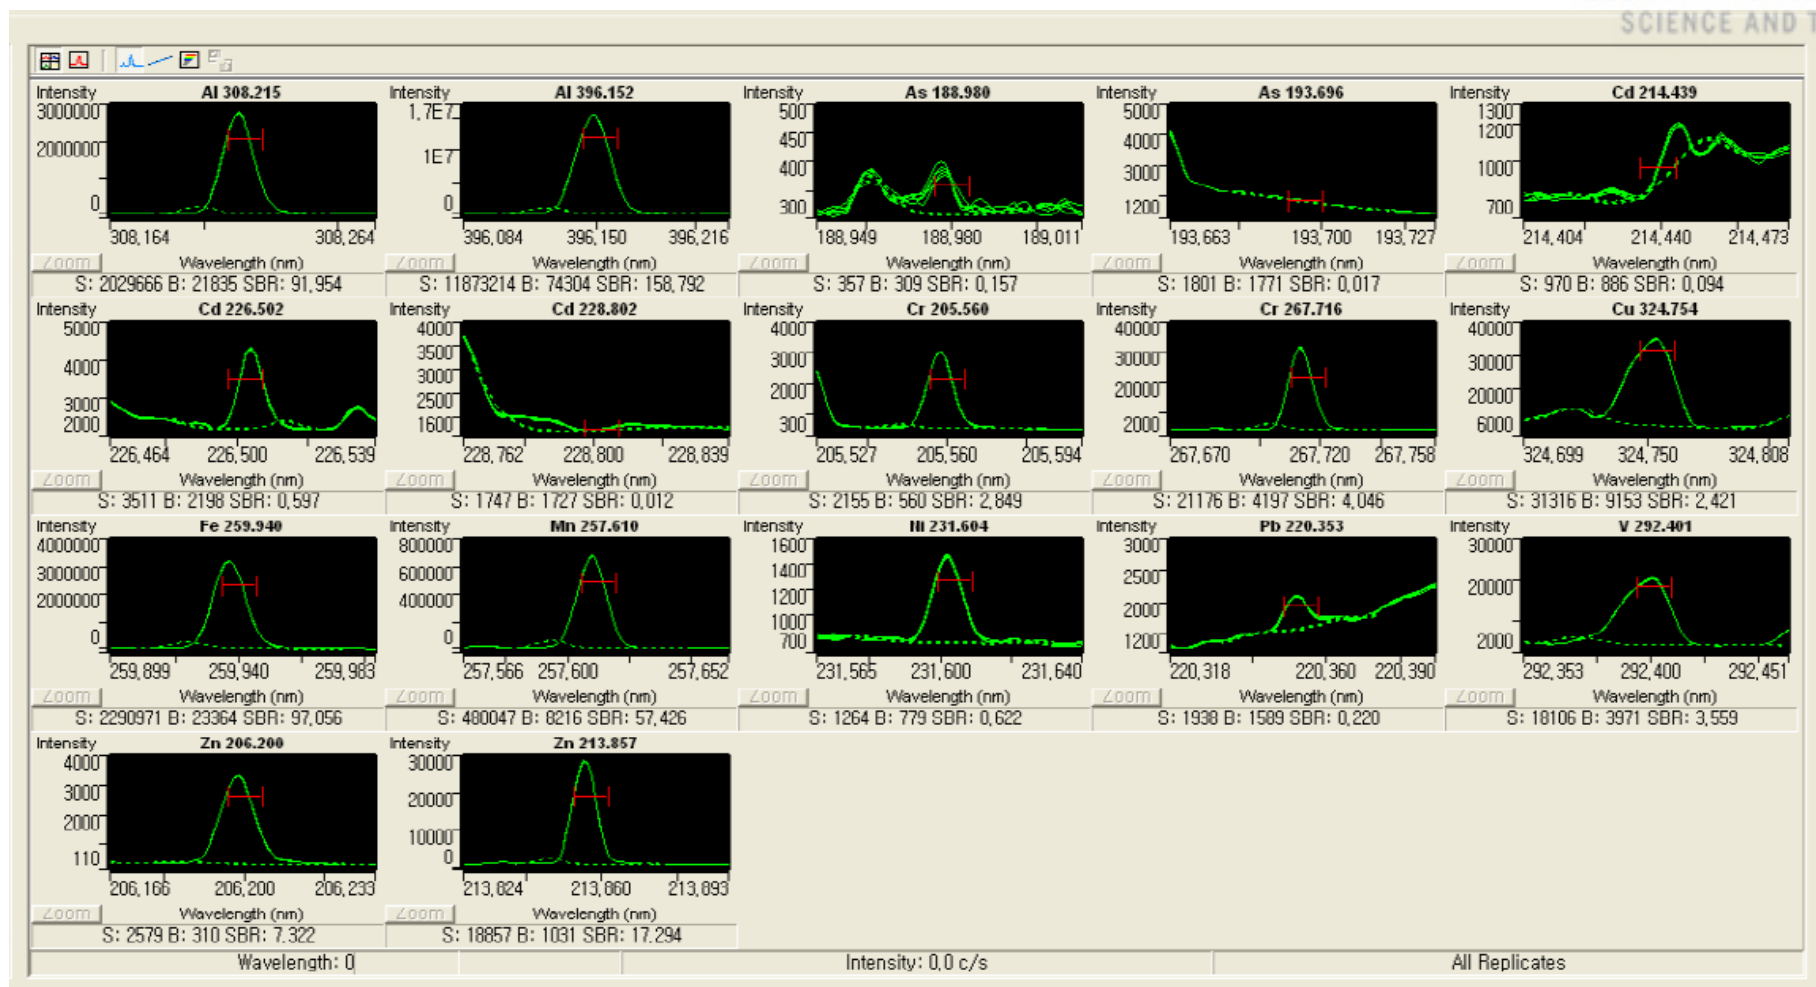 SCIENCE AND
Intensity Al 308.215
3000000
2000000
0
308,164 308,264
Zoom Wavelength (nm)
S: 2029666 B: 21835 SBR: 91,954
Intensity Al 396.152
1,7E7
1E7
0
396,084 396,150 396,216
Zoom Wavelength (nm)
S: 11873214 B: 74304 SBR: 158,792
Intensity As 188.980
500
450
400
300
188,949 188,980 189,011
Zoom Wavelength (nm)
S: 357 B: 309 SBR: 0,157
Intensity As 193.696
5000
4000
3000
1200
193,663 193,700 193,727
Zoom Wavelength (nm)
S: 1801 B: 1771 SBR: 0,017
Intensity Cd 214.439
1300
1200
1000
700
214,404 214,440 214,473
Zoom Wavelength (nm)
S: 970 B: 886 SBR: 0,094
Intensity Cd 226.502
5000
4000
3000
2000
226,464 226,500 226,539
Zoom Wavelength (nm)
S: 3511 B: 2198 SBR: 0,597
Intensity Cd 228.802
4000
3500
3000
2500
1600
228,762 228,800 228,839
Zoom Wavelength (nm)
S: 1747 B: 1727 SBR: 0,012
Intensity Cr 205.560
4000
3000
2000
300
205,527 205,560 205,594
Zoom Wavelength (nm)
S: 2155 B: 560 SBR: 2,849
Intensity Cr 267.716
40000
30000
20000
2000
267,670 267,720 267,758
Zoom Wavelength (nm)
S: 21176 B: 4197 SBR: 4,046
Intensity Cu 324.754
40000
30000
20000
6000
324,699 324,750 324,808
Zoom Wavelength (nm)
S: 31316 B: 9153 SBR: 2,421
Intensity Fe 259.940
4000000
3000000
2000000
0
259,899 259,940 259,983
Zoom Wavelength (nm)
S: 2290971 B: 23364 SBR: 97,056
Intensity Mn 257.610
800000
600000
400000
0
257,566 257,600 257,652
Zoom Wavelength (nm)
S: 480047 B: 8216 SBR: 57,426
Intensity Ni 231.604
1600
1400
1200
1000
700
231,565 231,600 231,640
Zoom Wavelength (nm)
S: 1264 B: 779 SBR: 0,622
Intensity Pb 220.353
3000
2500
2000
1200
220,318 220,360 220,390
Zoom Wavelength (nm)
S: 1938 B: 1589 SBR: 0,220
Intensity V 292.401
30000
20000
2000
292,353 292,400 292,451
Zoom Wavelength (nm)
S: 18106 B: 3971 SBR: 3,559
Intensity Zn 206.200
4000
3000
2000
110
206,166 206,200 206,233
Zoom Wavelength (nm)
S: 2579 B: 310 SBR: 7,322
Intensity Zn 213.857
30000
20000
10000
0
213,824 213,860 213,893
Zoom Wavelength (nm)
S: 18857 B: 1031 SBR: 17,294
Wavelength: 0 Intensity: 0,0 c/s All Replicates